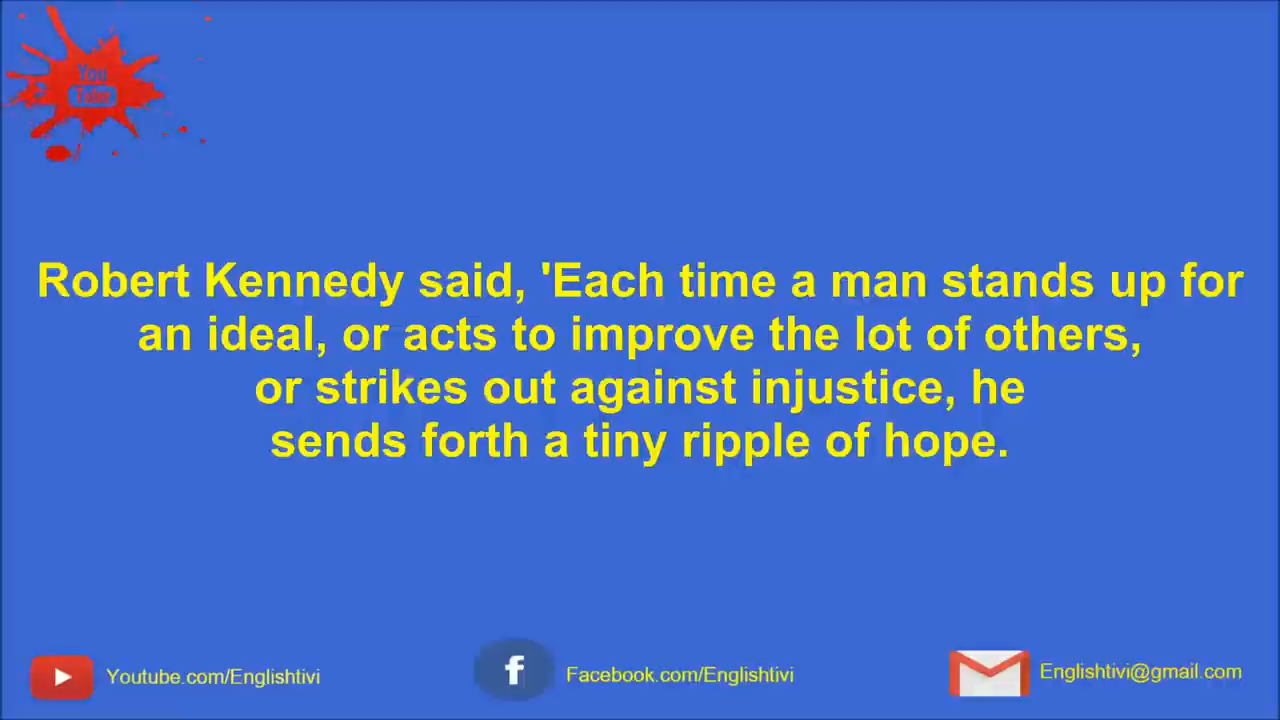 You
Tube
Robert Kennedy said, 'Each time a man stands up for
an ideal, or acts to improve the lot of others,
or strikes out against injustice, he
sends forth a tiny ripple of hope.
Youtube.com/Englishtivi
f
Facebook.com/Englishtivi
Englishtivi@gmail.com